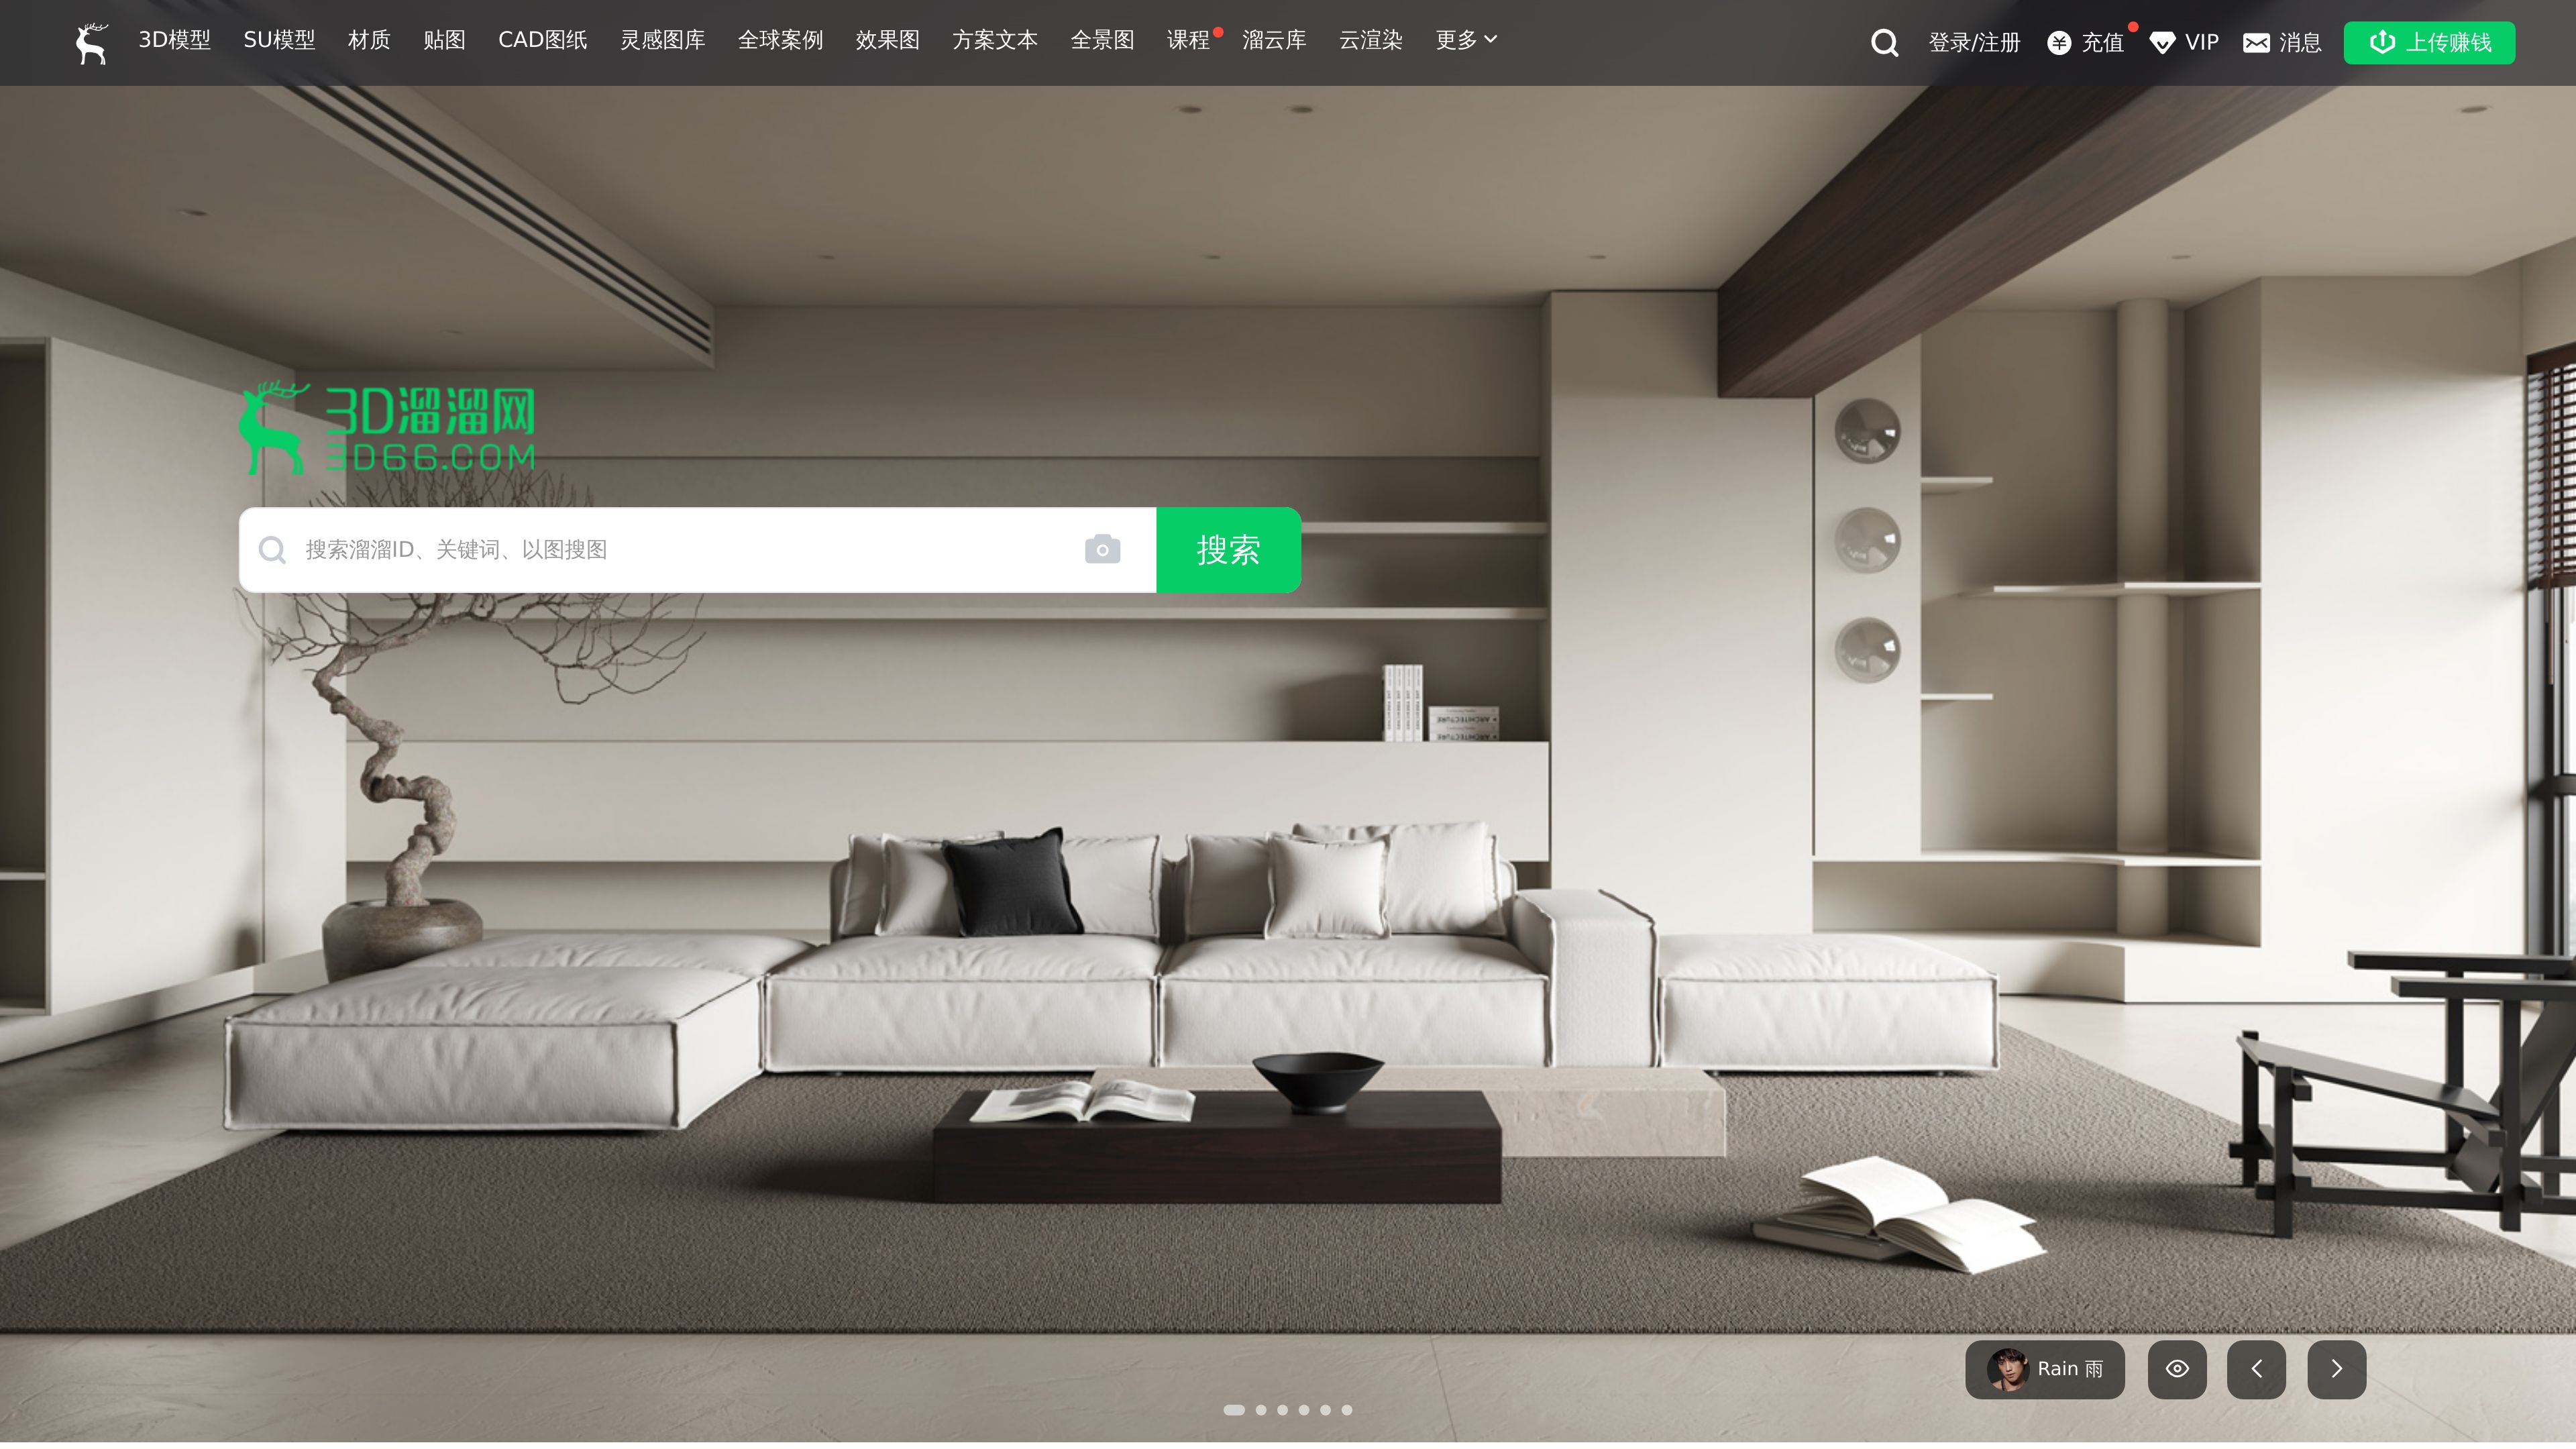 3D模型 SU模型 材质 贴图 CAD图纸 灵感图库 全球案例 效果图 方案文本 全景图 课程 溜云库 云渲染 更多 登录/注册 充值 VIP 消息 上传赚钱
3D溜溜网
3D66.COM
搜索溜溜ID、关键词、以图搜图 搜索
Rain 雨